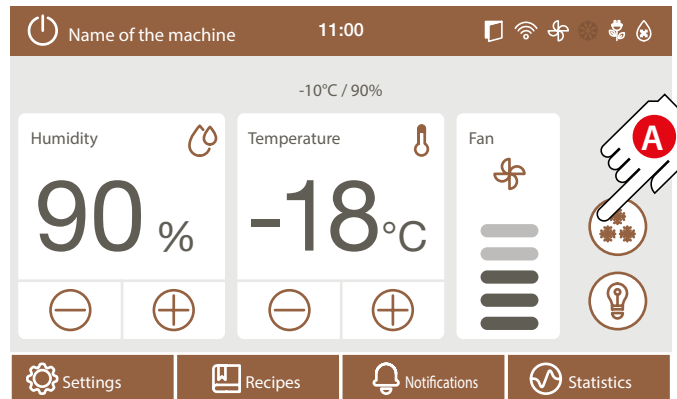 Name of the machine 11:00
-10°C / 90%
Humidity Temperature Fan
A
90 % -18°C
Settings Recipes Notifications Statistics